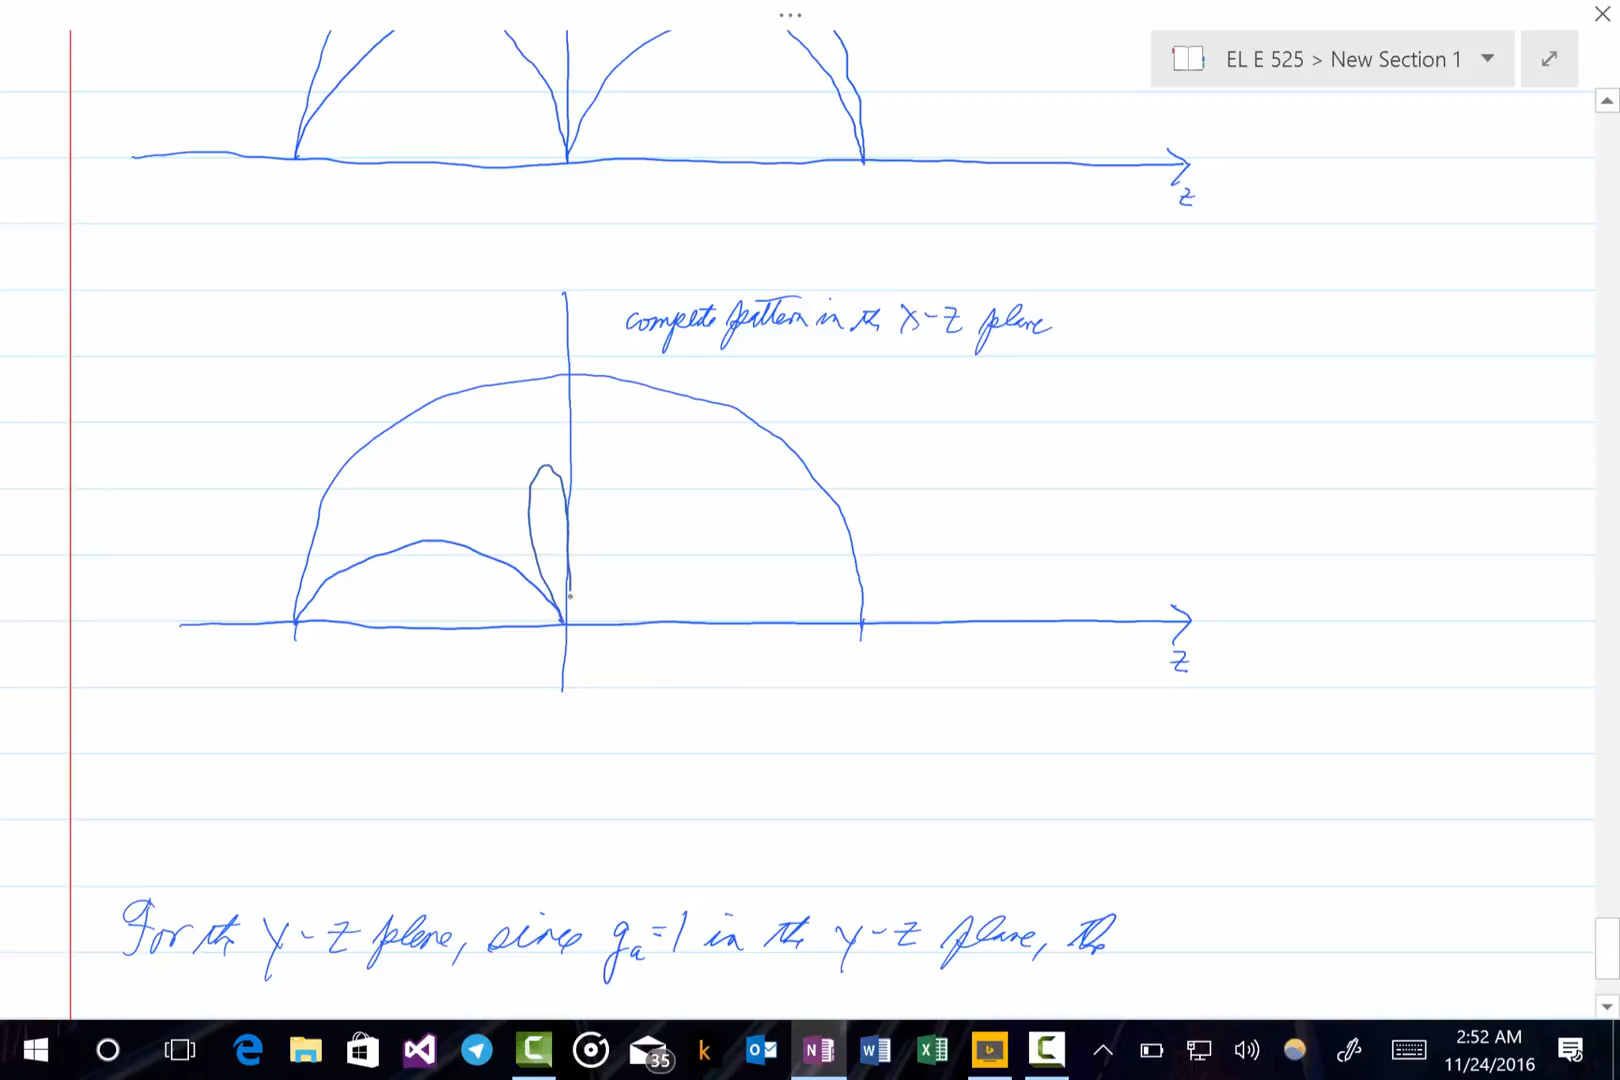 EL E 525 > New Section 1
z
complete pattern in the X-Z plane
z
For the Y-Z plane, since ga=1 in the Y-Z plane, the
35
2:52 AM
11/24/2016